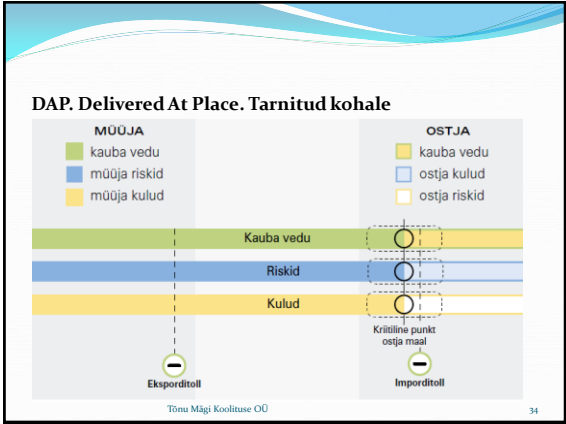 DAP. Delivered At Place. Tarnitud kohale
MÜÜJA
kauba vedu
müüja riskid
müüja kulud
OSTJA
kauba vedu
ostja kulud
ostja riskid
Kauba vedu
Riskid
Kulud
Kriitiline punkt
ostja maal
Eksporditoll
Imporditoll
Tõnu Mägi Koolituse OÜ
34